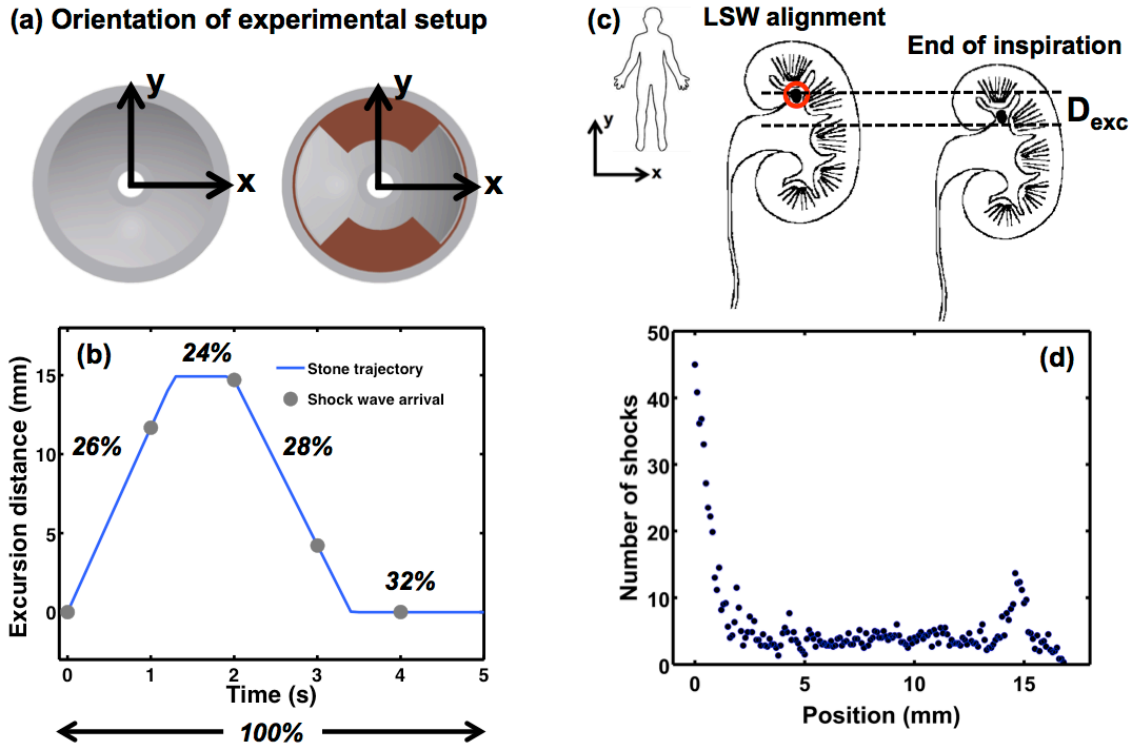 (a) Orientation of experimental setup
y
x
y
x
(c)
LSW alignment
End of inspiration
y
x
D_exc
(b)
24%
Stone trajectory
Shock wave arrival
26%
28%
32%
Excursion distance (mm)
15
10
5
0
0 1 2 3 4 5
Time (s)
100%
(d)
Number of shocks
50
40
30
20
10
0
0 5 10 15
Position (mm)